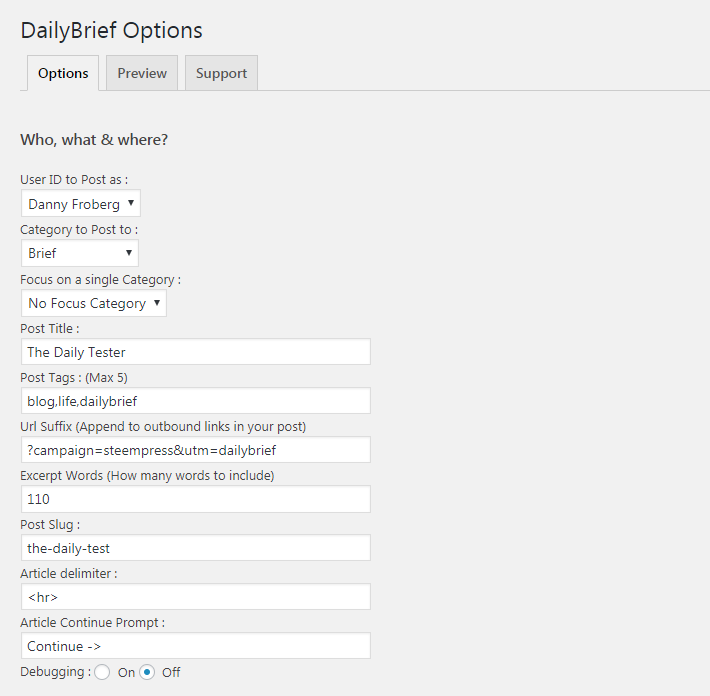 DailyBrief Options
Options Preview Support
Who, what & where?
User ID to Post as :
Danny Froberg
Category to Post to :
Brief
Focus on a single Category :
No Focus Category
Post Title :
The Daily Tester
Post Tags : (Max 5)
blog,life,dailybrief
Url Suffix (Append to outbound links in your post)
?campaign=steempress&utm=dailybrief
Excerpt Words (How many words to include)
110
Post Slug :
the-daily-test
Article delimiter :
<hr>
Article Continue Prompt :
Continue ->
Debugging : On Off